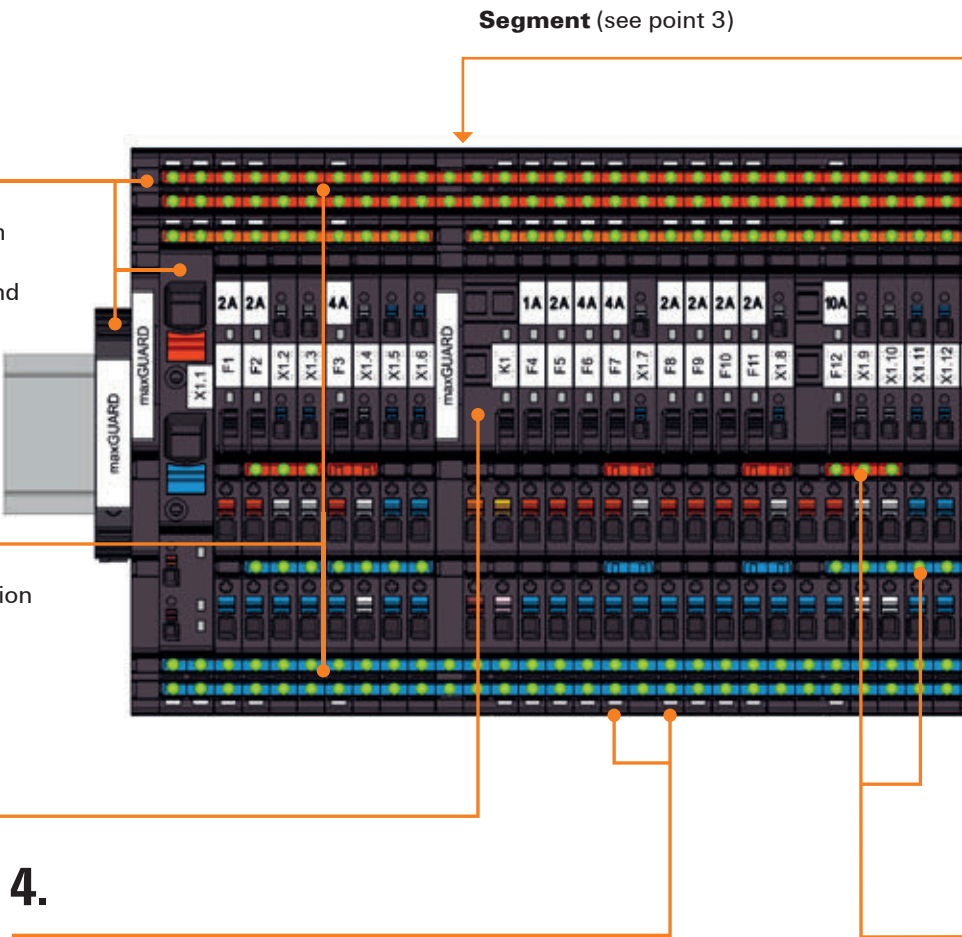 Segment (see point 3)
n
nd
ion
2A 2A 4A 1A 2A 4A 4A 2A 2A 2A 2A 10A
maxGUARD
maxGUARD
X1.1 F1 F2 X1.2 X1.3 F3 X1.4 X1.5 X1.6
maxGUARD
K1 F4 F5 F6 F7 X1.7 F8 F9 F10 F11 X1.8 F12 X1.9 X1.10 X1.11 X1.12
4.